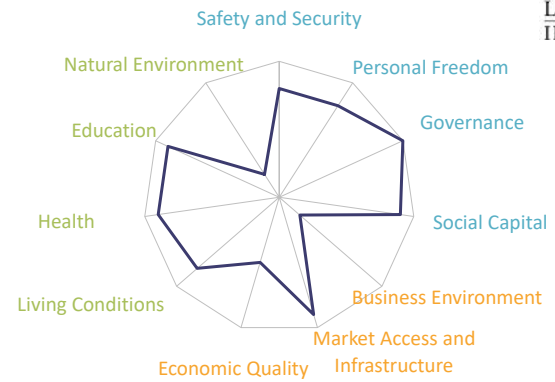 Safety and Security
Personal Freedom
Governance
Social Capital
Business Environment
Market Access and
Infrastructure
Economic Quality
Living Conditions
Health
Education
Natural Environment